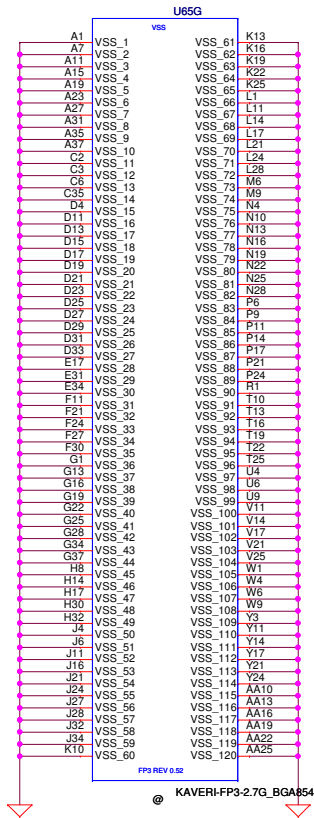 U65G
VSS
A1 VSS_1 VSS_61 K13
A7 VSS_2 VSS_62 K16
A11 VSS_3 VSS_63 K19
A15 VSS_4 VSS_64 K22
A19 VSS_5 VSS_65 K25
A23 VSS_6 VSS_66 L1
A27 VSS_7 VSS_67 L11
A31 VSS_8 VSS_68 L14
A35 VSS_9 VSS_69 L17
A37 VSS_10 VSS_70 L21
C2 VSS_11 VSS_71 L24
C3 VSS_12 VSS_72 L28
C6 VSS_13 VSS_73 M6
C35 VSS_14 VSS_74 M9
D4 VSS_15 VSS_75 N4
D11 VSS_16 VSS_76 N10
D13 VSS_17 VSS_77 N13
D15 VSS_18 VSS_78 N16
D17 VSS_19 VSS_79 N19
D19 VSS_20 VSS_80 N22
D21 VSS_21 VSS_81 N25
D23 VSS_22 VSS_82 N28
D25 VSS_23 VSS_83 P6
D27 VSS_24 VSS_84 P9
D29 VSS_25 VSS_85 P11
D31 VSS_26 VSS_86 P14
D33 VSS_27 VSS_87 P17
E17 VSS_28 VSS_88 P21
E31 VSS_29 VSS_89 P24
E34 VSS_30 VSS_90 R1
F11 VSS_31 VSS_91 T10
F21 VSS_32 VSS_92 T13
F24 VSS_33 VSS_93 T16
F27 VSS_34 VSS_94 T19
F30 VSS_35 VSS_95 T22
G1 VSS_36 VSS_96 T25
G13 VSS_37 VSS_97 U4
G16 VSS_38 VSS_98 U6
G19 VSS_39 VSS_99 U9
G22 VSS_40 VSS_100 V11
G25 VSS_41 VSS_101 V14
G28 VSS_42 VSS_102 V17
G34 VSS_43 VSS_103 V21
G37 VSS_44 VSS_104 V25
H8 VSS_45 VSS_105 W1
H14 VSS_46 VSS_106 W4
H17 VSS_47 VSS_107 W6
H30 VSS_48 VSS_108 W9
H32 VSS_49 VSS_109 Y3
J4 VSS_50 VSS_110 Y11
J6 VSS_51 VSS_111 Y14
J11 VSS_52 VSS_112 Y17
J16 VSS_53 VSS_113 Y21
J21 VSS_54 VSS_114 Y24
J24 VSS_55 VSS_115 AA10
J27 VSS_56 VSS_116 AA13
J28 VSS_57 VSS_117 AA16
J32 VSS_58 VSS_118 AA19
J34 VSS_59 VSS_119 AA22
K10 VSS_60 VSS_120 AA25
FP3 REV 0.52
@ KAVERI-FP3-2.7G_BGA854